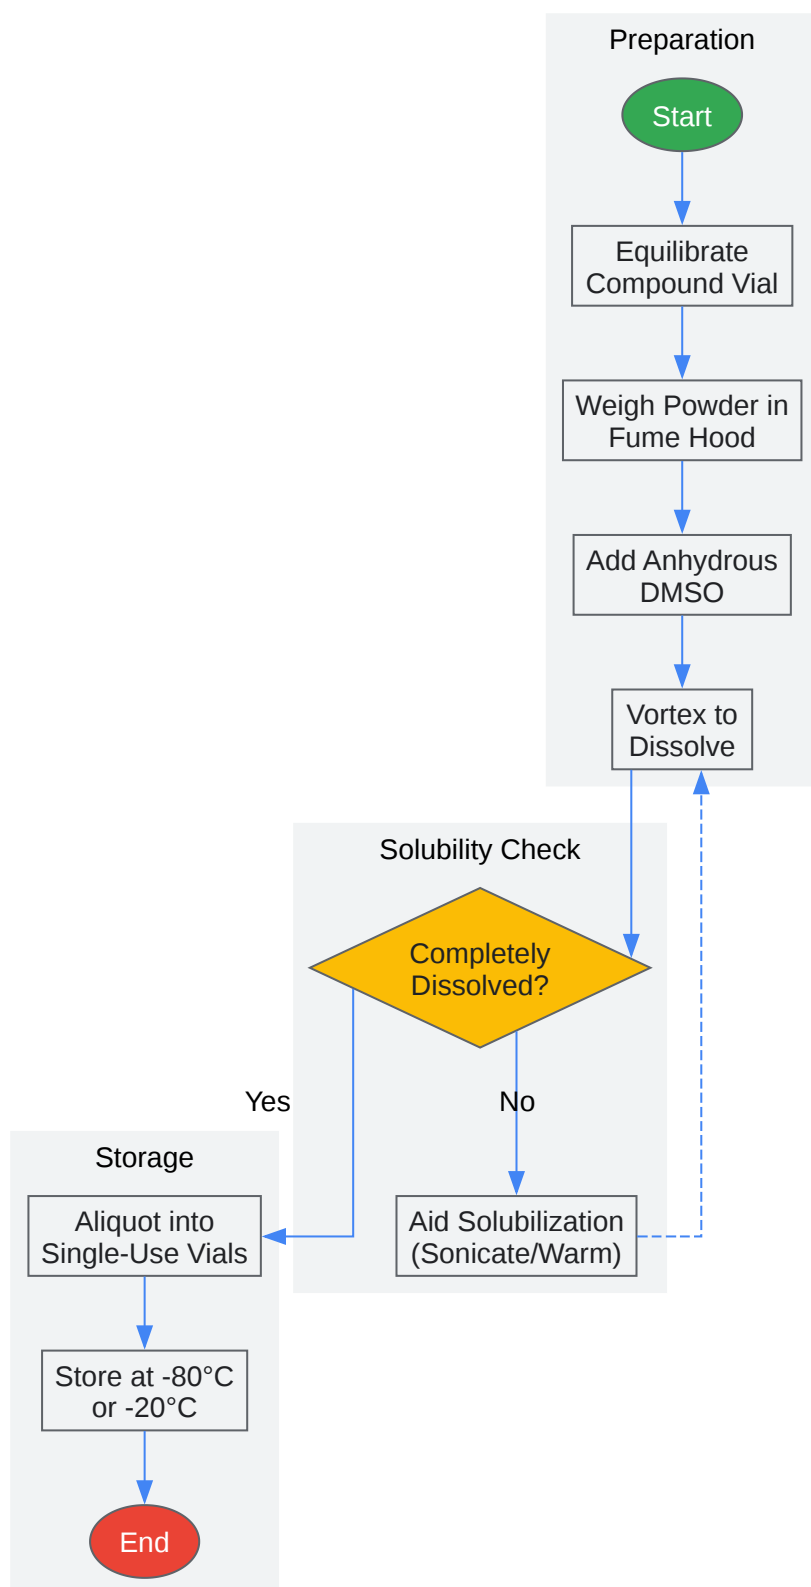 Preparation
Start
Equilibrate
Compound Vial
Weigh Powder in
Fume Hood
Add Anhydrous
DMSO
Vortex to
Dissolve
Solubility Check
Completely
Dissolved?
Yes
No
Storage
Aliquot into
Single-Use Vials
Aid Solubilization
(Sonicate/Warm)
Store at -80°C
or -20°C
End